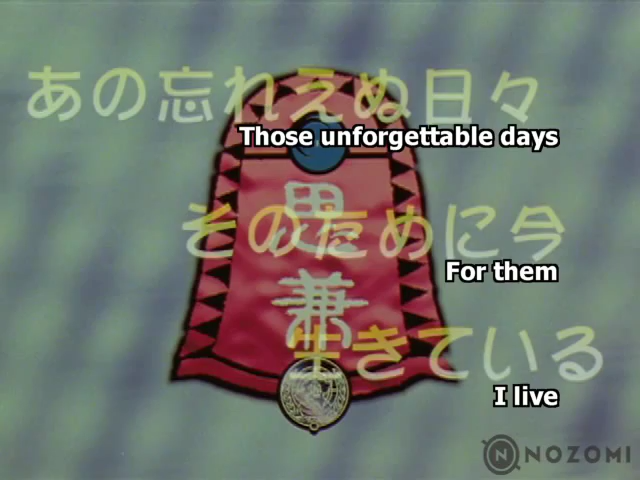 あの忘れえぬ日々
Those unforgettable days
思兼
そのために今
For them
生きている
I live
NOZOMI